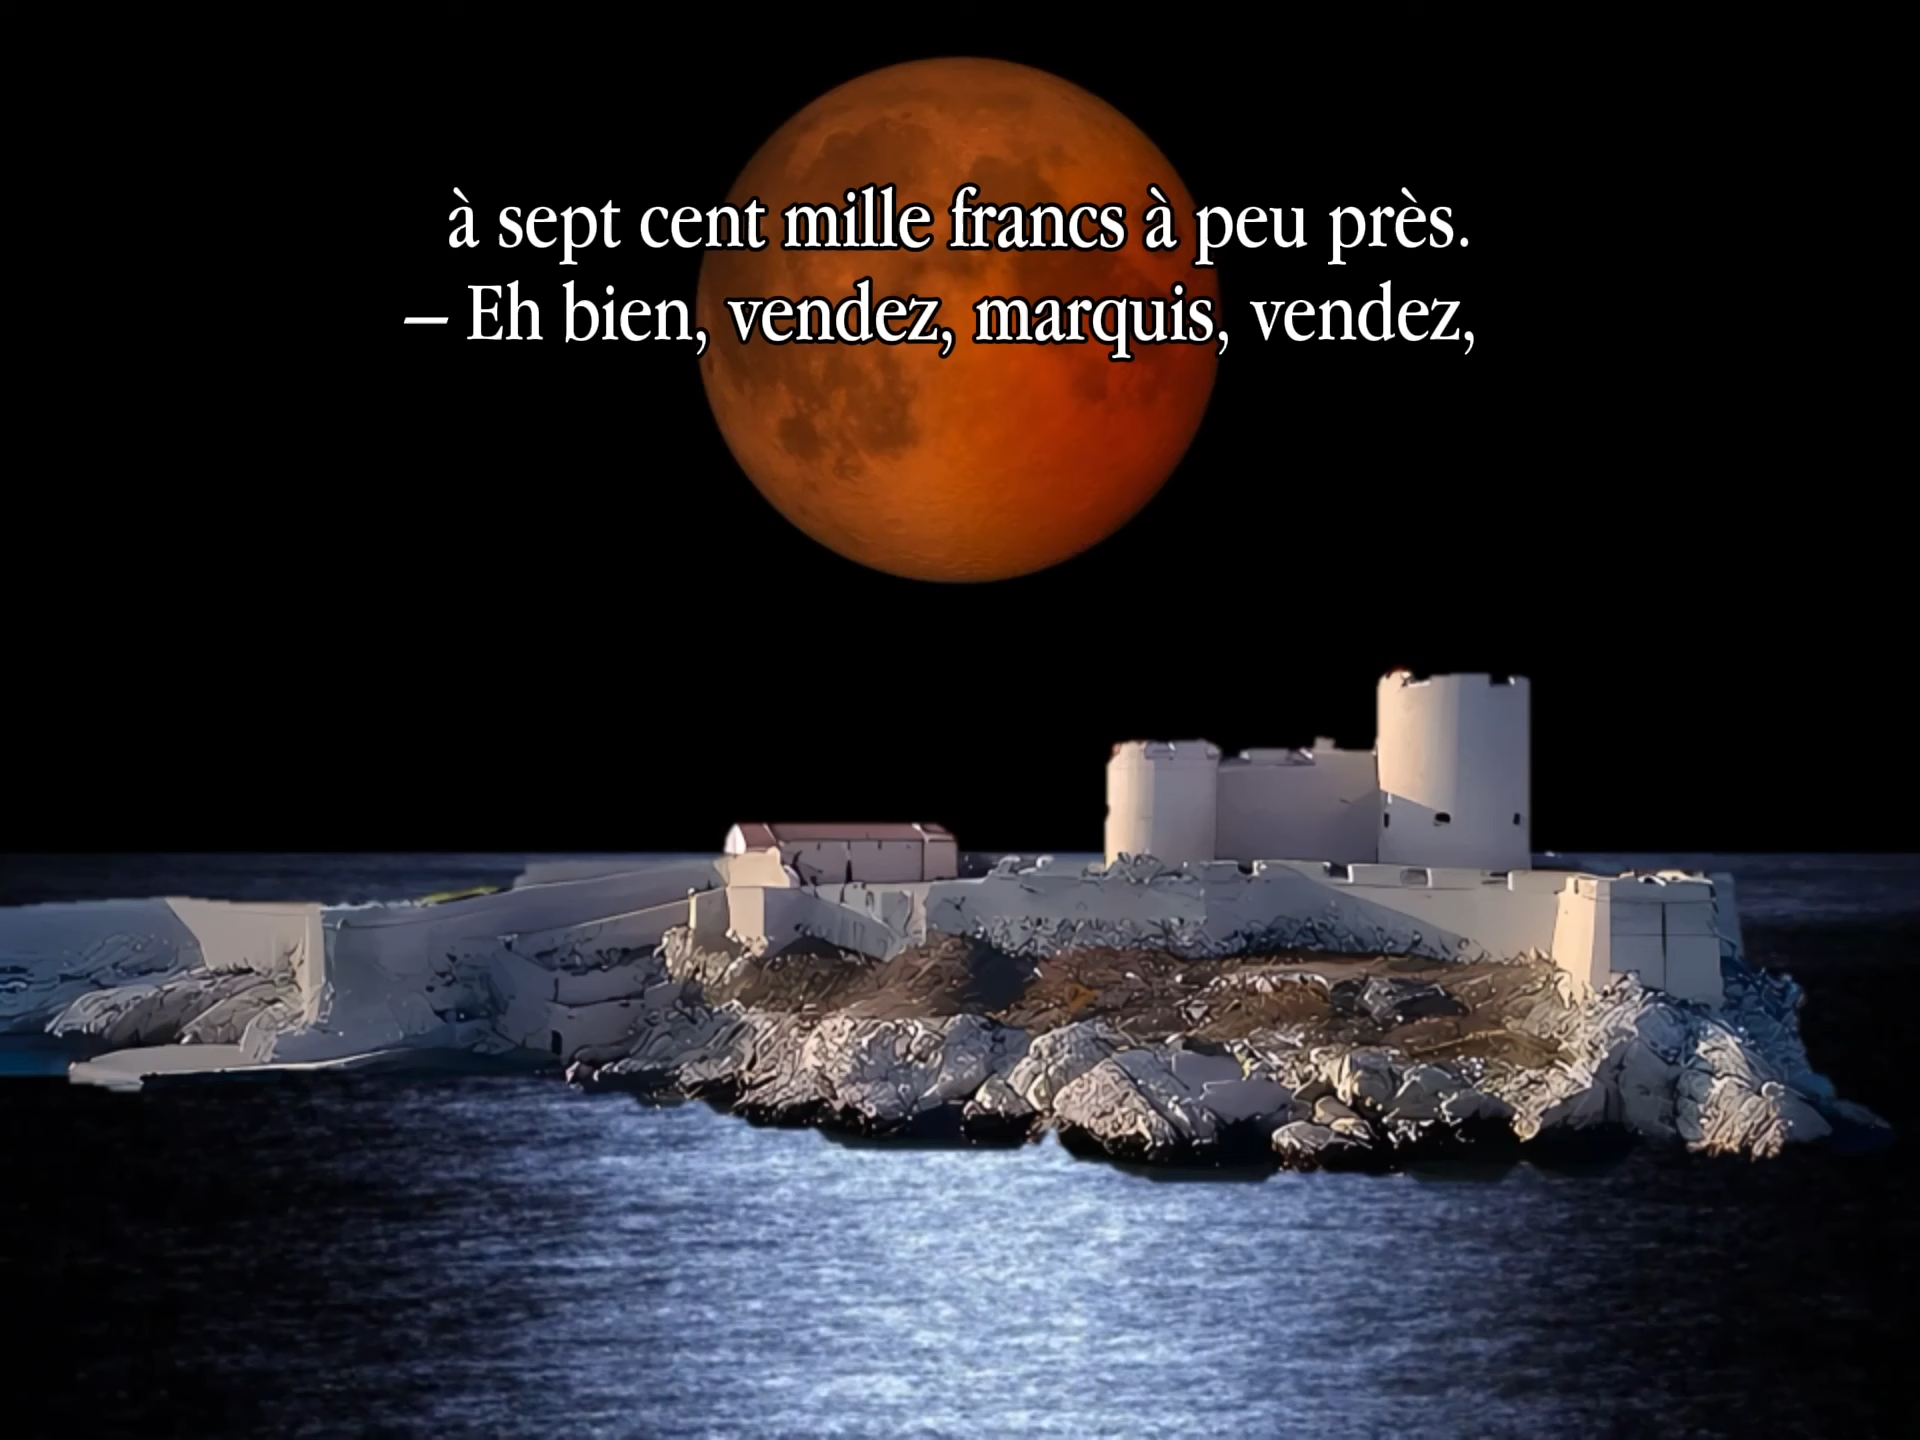 à sept cent mille francs à peu près.
– Eh bien, vendez, marquis, vendez,